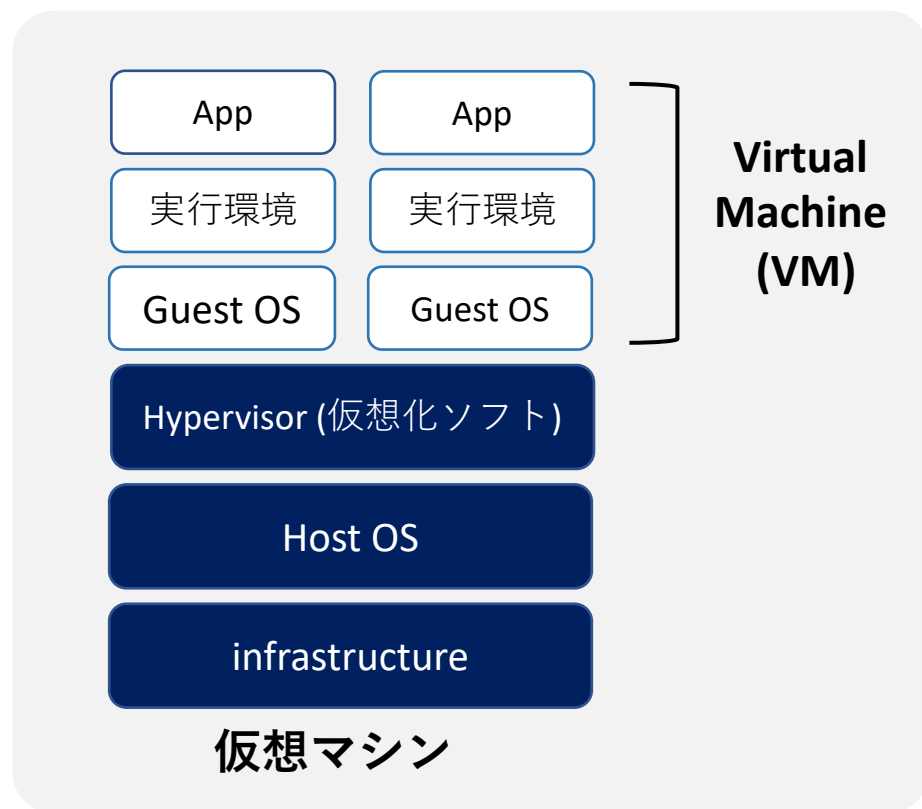 App
App
実行環境
実行環境
Guest OS
Guest OS
Virtual
Machine
(VM)
Hypervisor (仮想化ソフト)
Host OS
infrastructure
仮想マシン